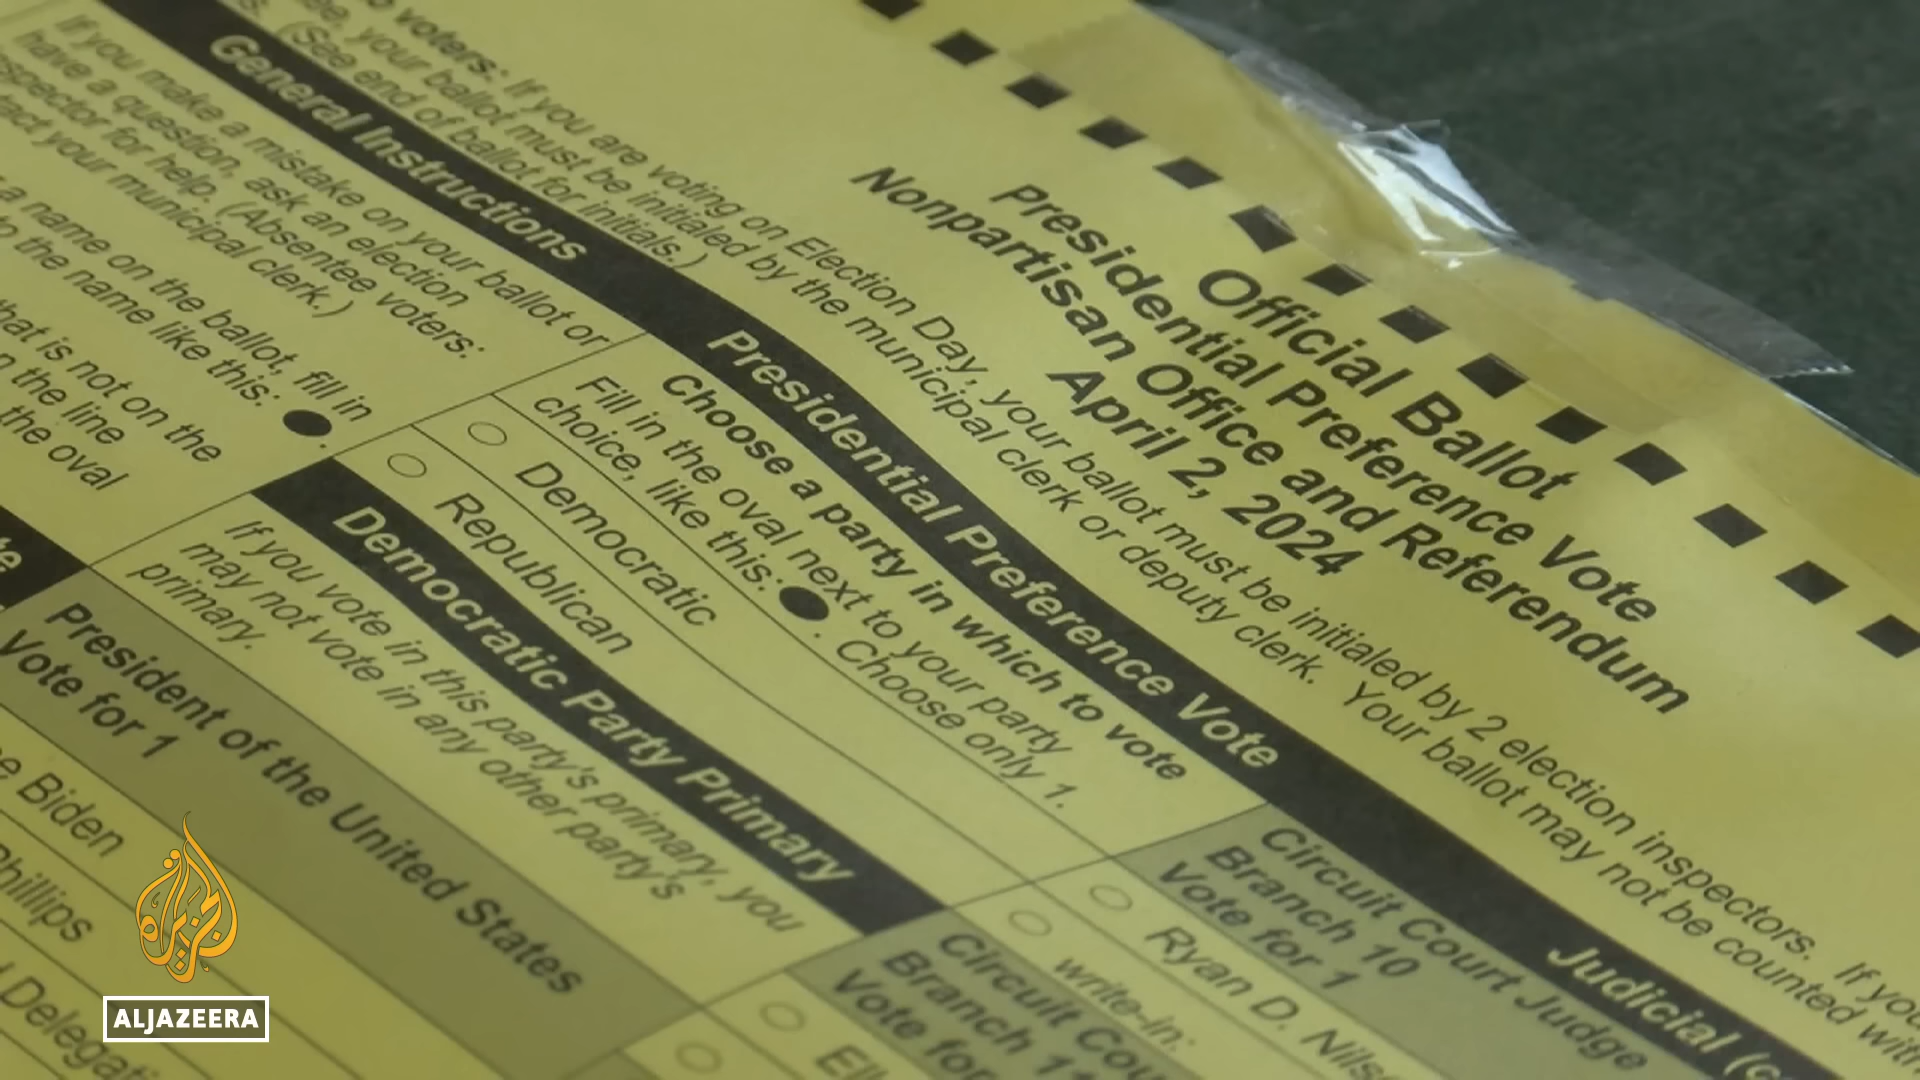 Official Ballot
Presidential Preference Vote
Nonpartisan Office and Referendum
April 2, 2024
voters: If you are voting on Election Day, your ballot must be initialed by 2 election inspectors. If you
your ballot must be initialed by the municipal clerk or deputy clerk. Your ballot may not be counted
(See end of ballot for initials.)
General Instructions
If you make a mistake on your ballot or
have a question, ask an election
for help. (Absentee voters:
your municipal clerk.)
a name on the ballot, fill in
the name like this:
that is not on the
the line
the oval
Presidential Preference Vote
Choose a party in which to vote
Fill in the oval next to your party
choice, like this: . Choose only 1.
Democratic
Republican
Democratic Party Primary
If you vote in this party's primary, you
may not vote in any other party's
primary.
President of the United States
Vote for 1
Biden
Phillips
Judicial
Circuit Court Judge
Branch 10
Vote for 1
Ryan D.
write-in:
Circuit
Branch
Vote for
الجزيرة
ALJAZEERA